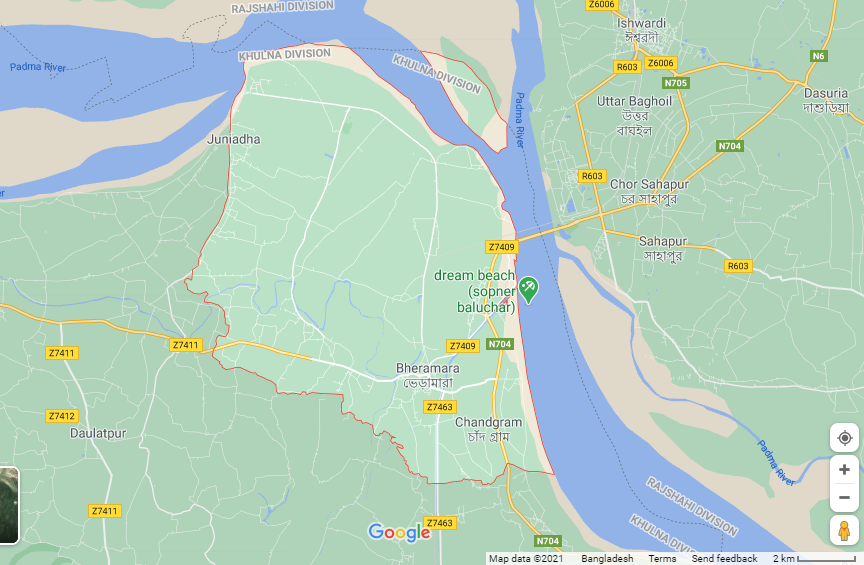 RAJSHAHI DIVISION
Z6006
Ishwardi
ঈশ্বরদী
KHULNA DIVISION
N6
KHULNA DIVISION
Padma River
R603
Z6006
N705
Dasuria
দাশুড়িয়া
Uttar Baghoil
উত্তর
বাঘইল
Padma River
Juniadha
N704
R603
Chor Sahapur
চর সাহাপুর
Z7409
Sahapur
সাহাপুর
R603
dream beach
(sopner
baluchar)
Z7411
Z7411
Z7409
N704
Bheramara
ভেড়ামারা
Z7463
Z7412
Daulatpur
Chandgram
চাঁদ গ্রাম
Padma River
RAJSHAHI DIVISION
Z7411
KHULNA DIVISION
Google
Z7463
N704
Map data ©2021 Bangladesh Terms Send feedback 2 km